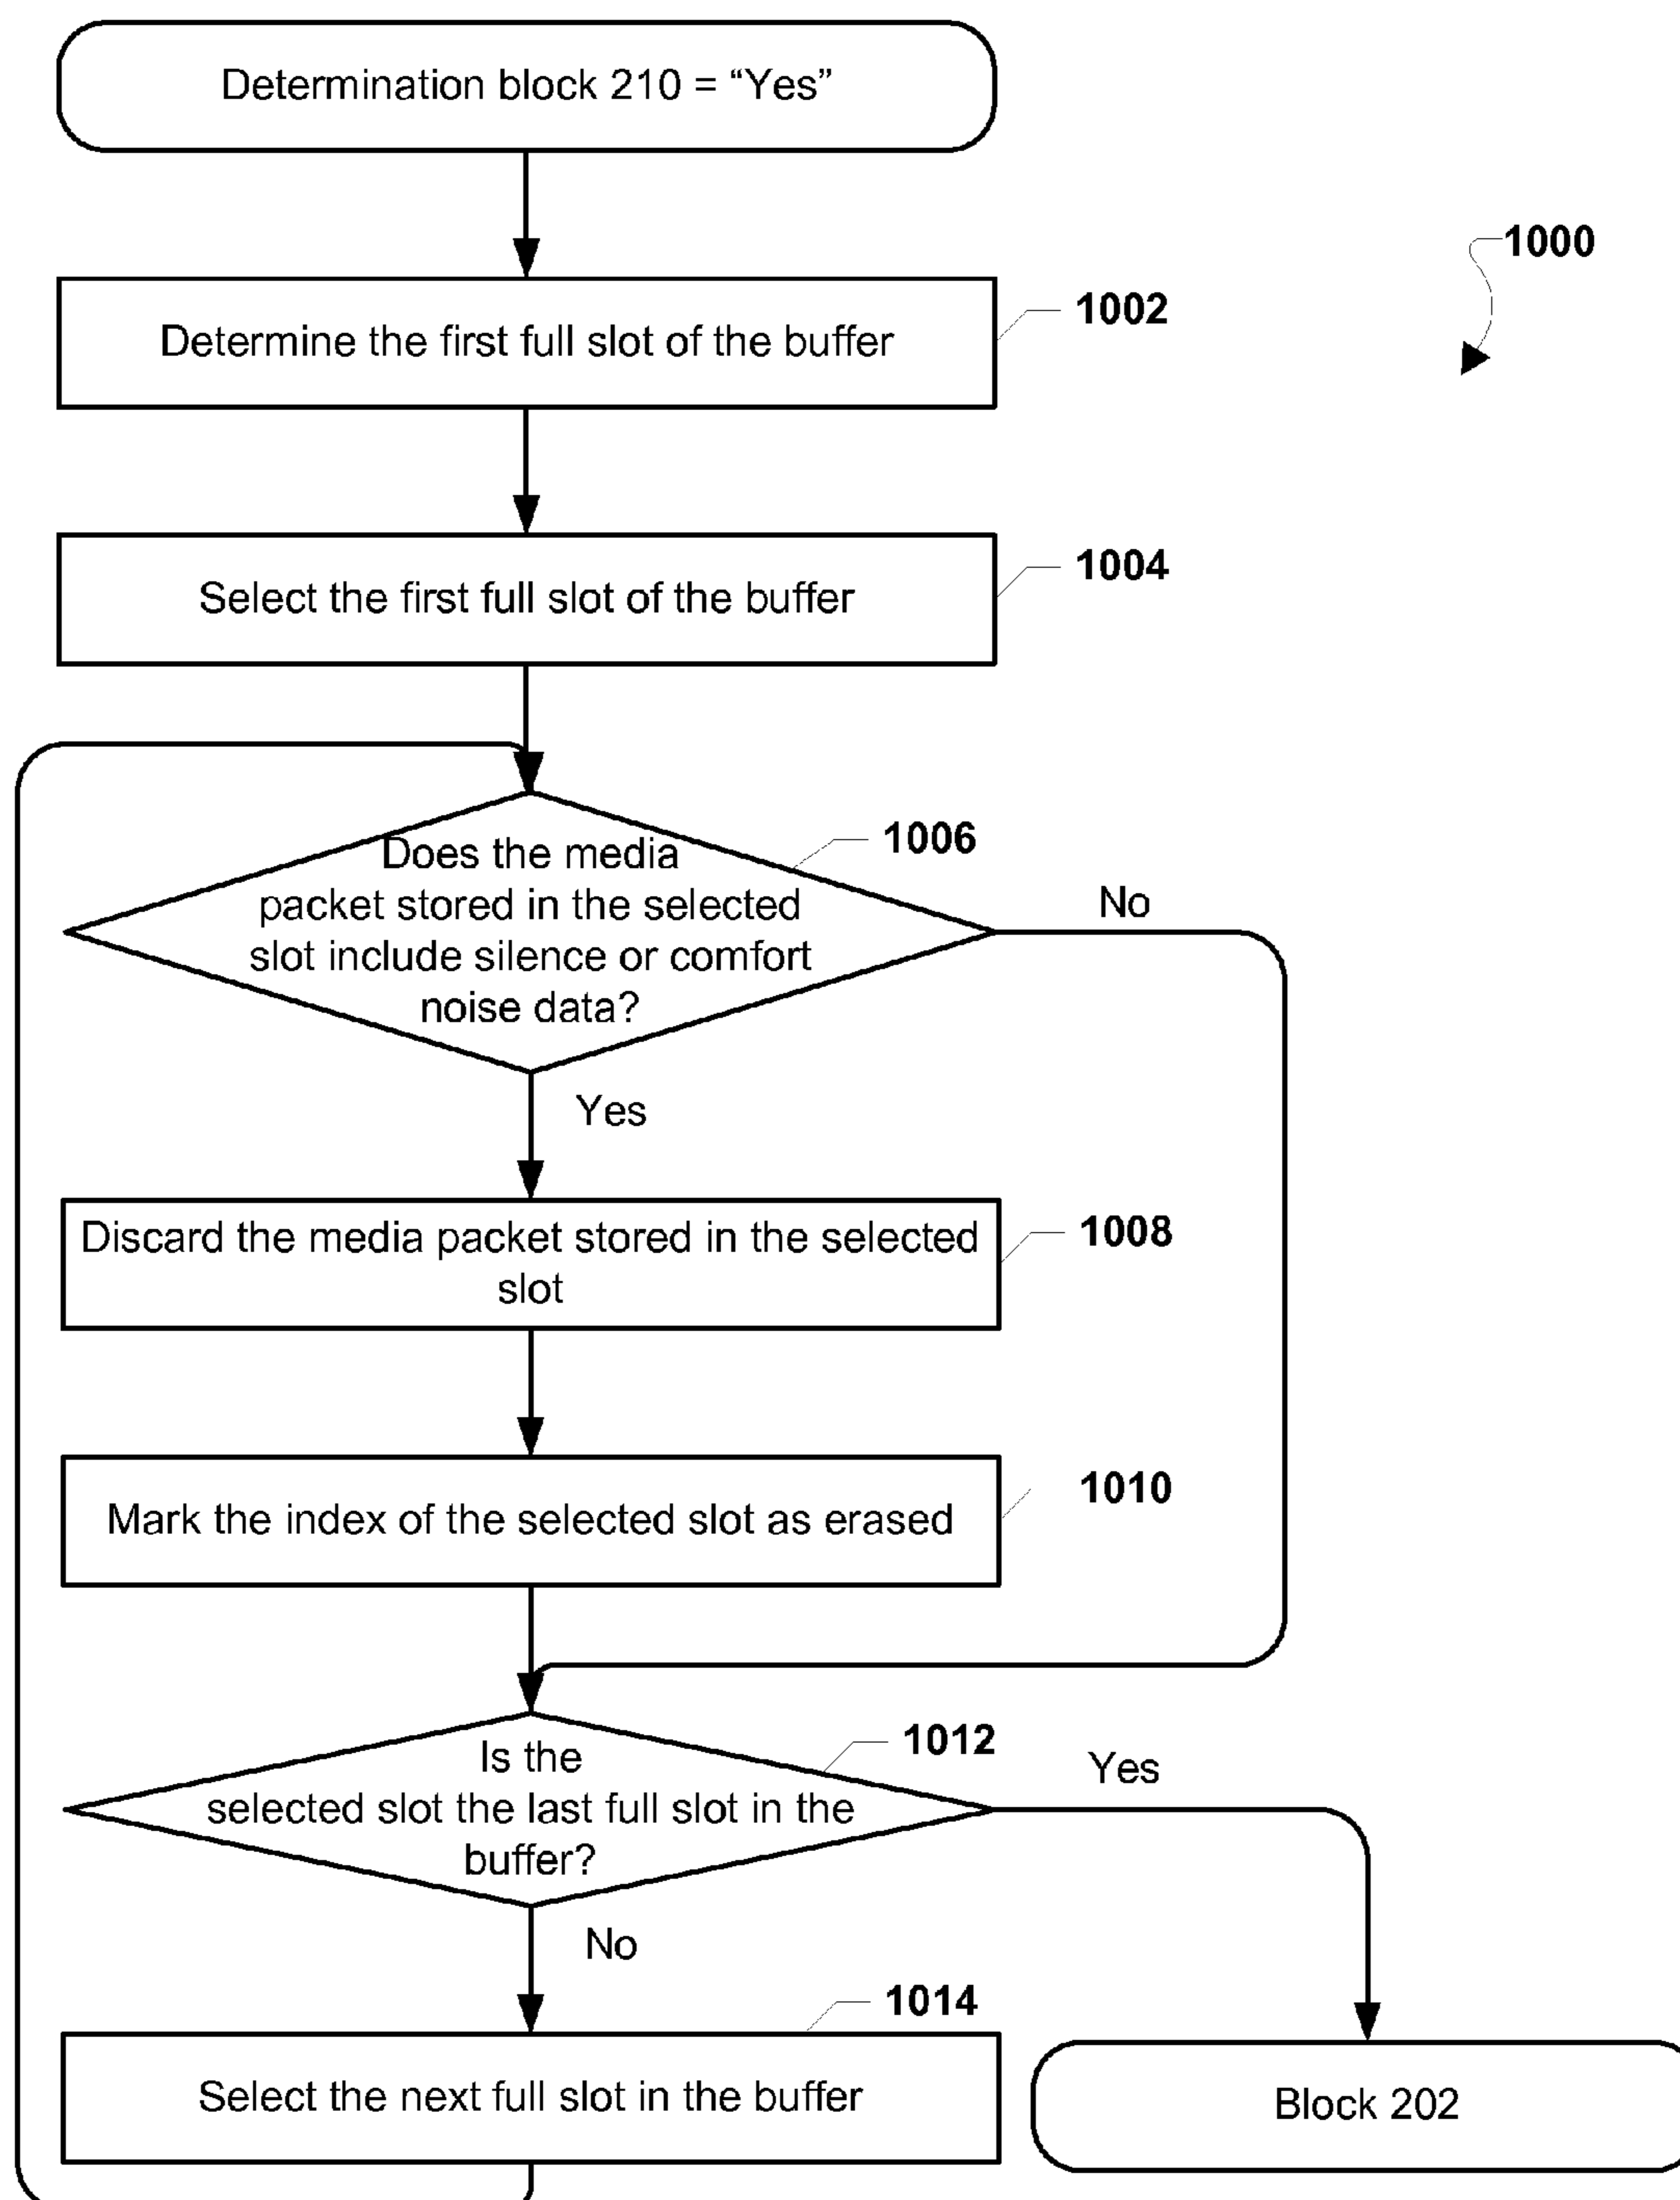 Determination block 210 = “Yes”
1000
Determine the first full slot of the buffer
1002
Select the first full slot of the buffer
1004
Does the media
packet stored in the selected
slot include silence or comfort
noise data?
1006
No
Yes
Discard the media packet stored in the selected
slot
1008
Mark the index of the selected slot as erased
1010
Is the
selected slot the last full slot in the
buffer?
1012
Yes
No
Select the next full slot in the buffer
1014
Block 202